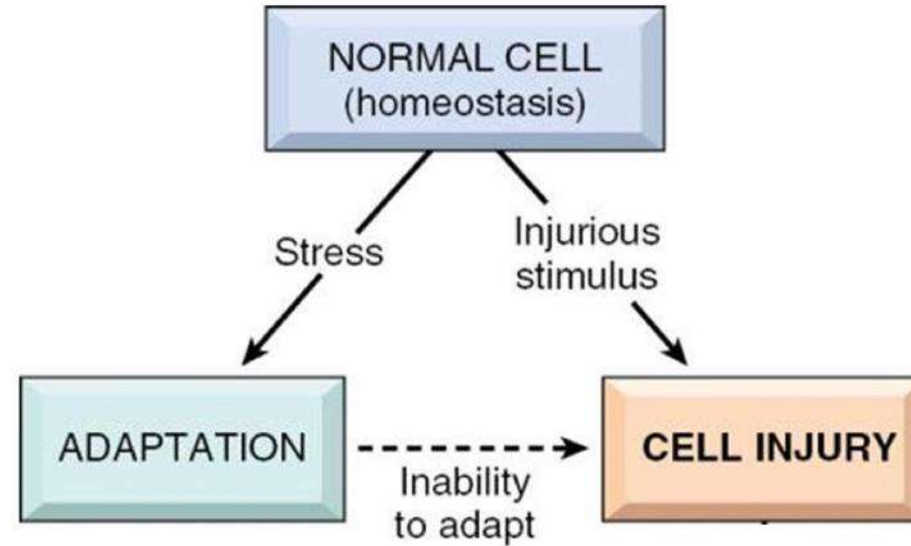 NORMAL CELL
(homeostasis)
Stress
Injurious
stimulus
ADAPTATION
CELL INJURY
Inability
to adapt